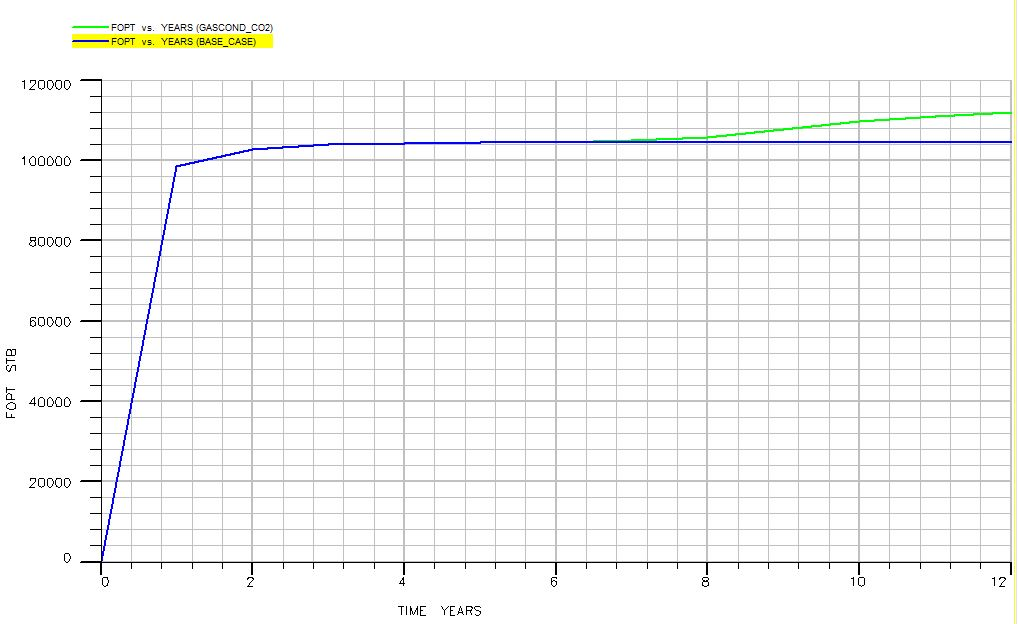 FOPT vs. YEARS (GASCOND_CO2)
FOPT vs. YEARS (BASE_CASE)
120000
100000
80000
60000
40000
20000
0
FOPT STB
0 2 4 6 8 10 12
TIME YEARS